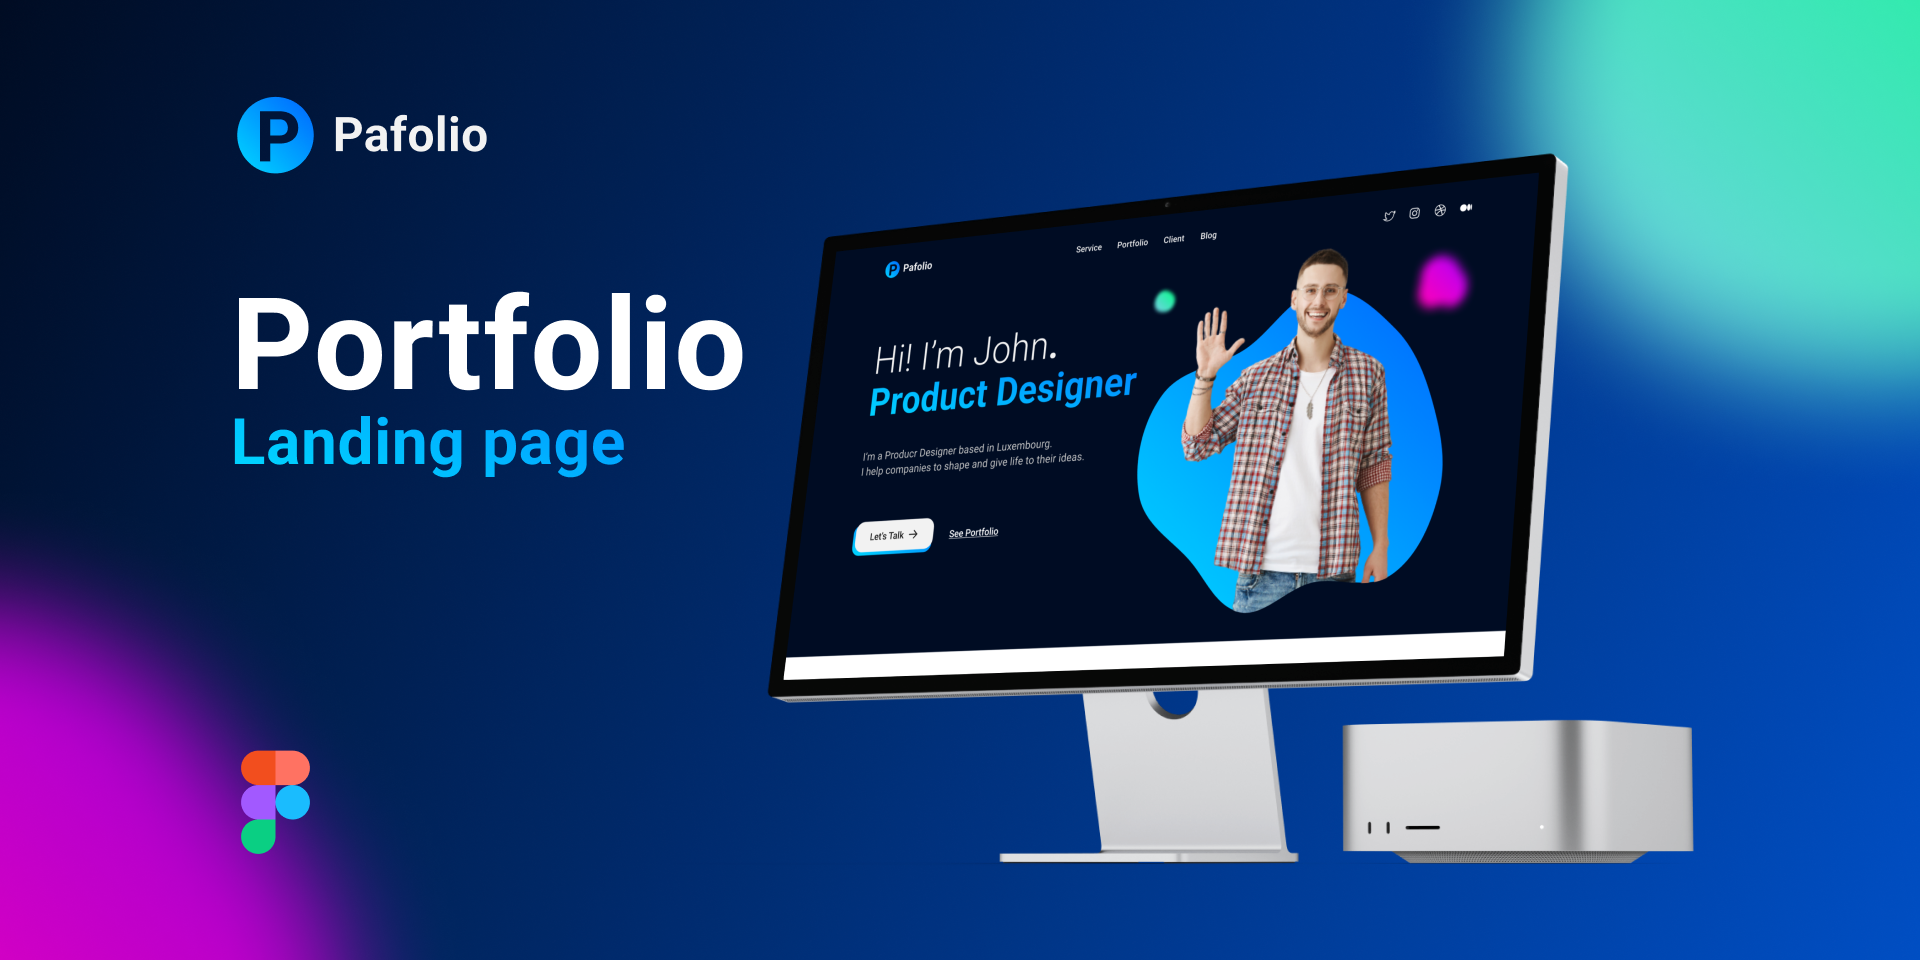 P Pafolio
Portfolio
Landing page
P Pafolio
Service Portfolio Client Blog
Hi! I'm John.
Product Designer
I'm a Producr Designer based in Luxembourg.
I help companies to shape and give life to their ideas.
Let's Talk → See Portfolio